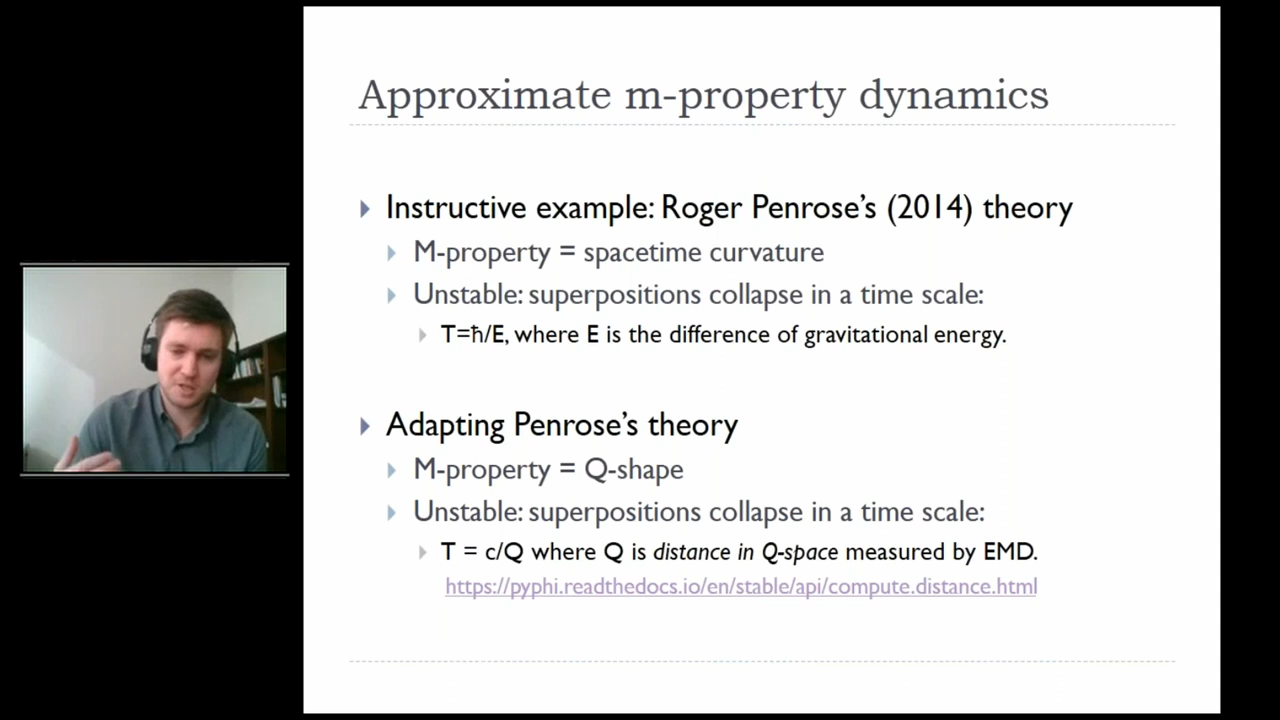 Approximate m-property dynamics
Instructive example: Roger Penrose’s (2014) theory
M-property = spacetime curvature
Unstable: superpositions collapse in a time scale:
T=ħ/E, where E is the difference of gravitational energy.
Adapting Penrose’s theory
M-property = Q-shape
Unstable: superpositions collapse in a time scale:
T = c/Q where Q is distance in Q-space measured by EMD.
https://pyphi.readthedocs.io/en/stable/api/compute.distance.html